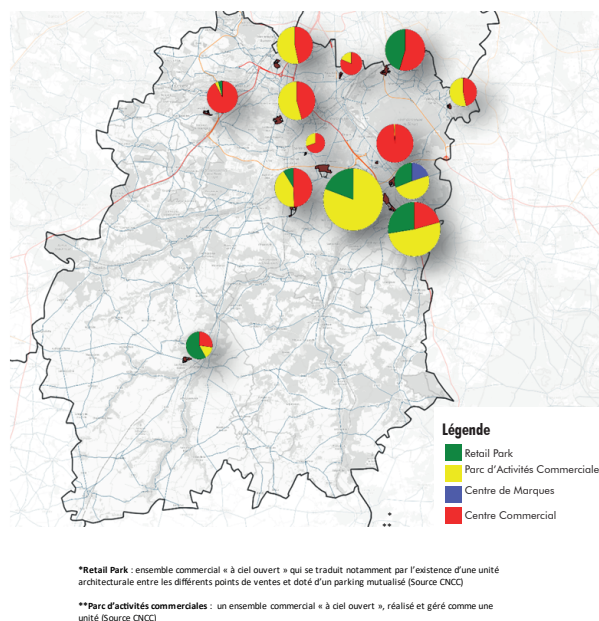 Légende
Retail Park
Parc d'Activités Commerciale
Centre de Marques
Centre Commercial
*Retail Park : ensemble commercial « à ciel ouvert » qui se traduit notamment par l'existence d'une unité
architecturale entre les différents points de ventes et doté d'un parking mutualisé (Source CNCC)
**Parc d'activités commerciales : un ensemble commercial « à ciel ouvert », réalisé et géré comme une
unité (Source CNCC)